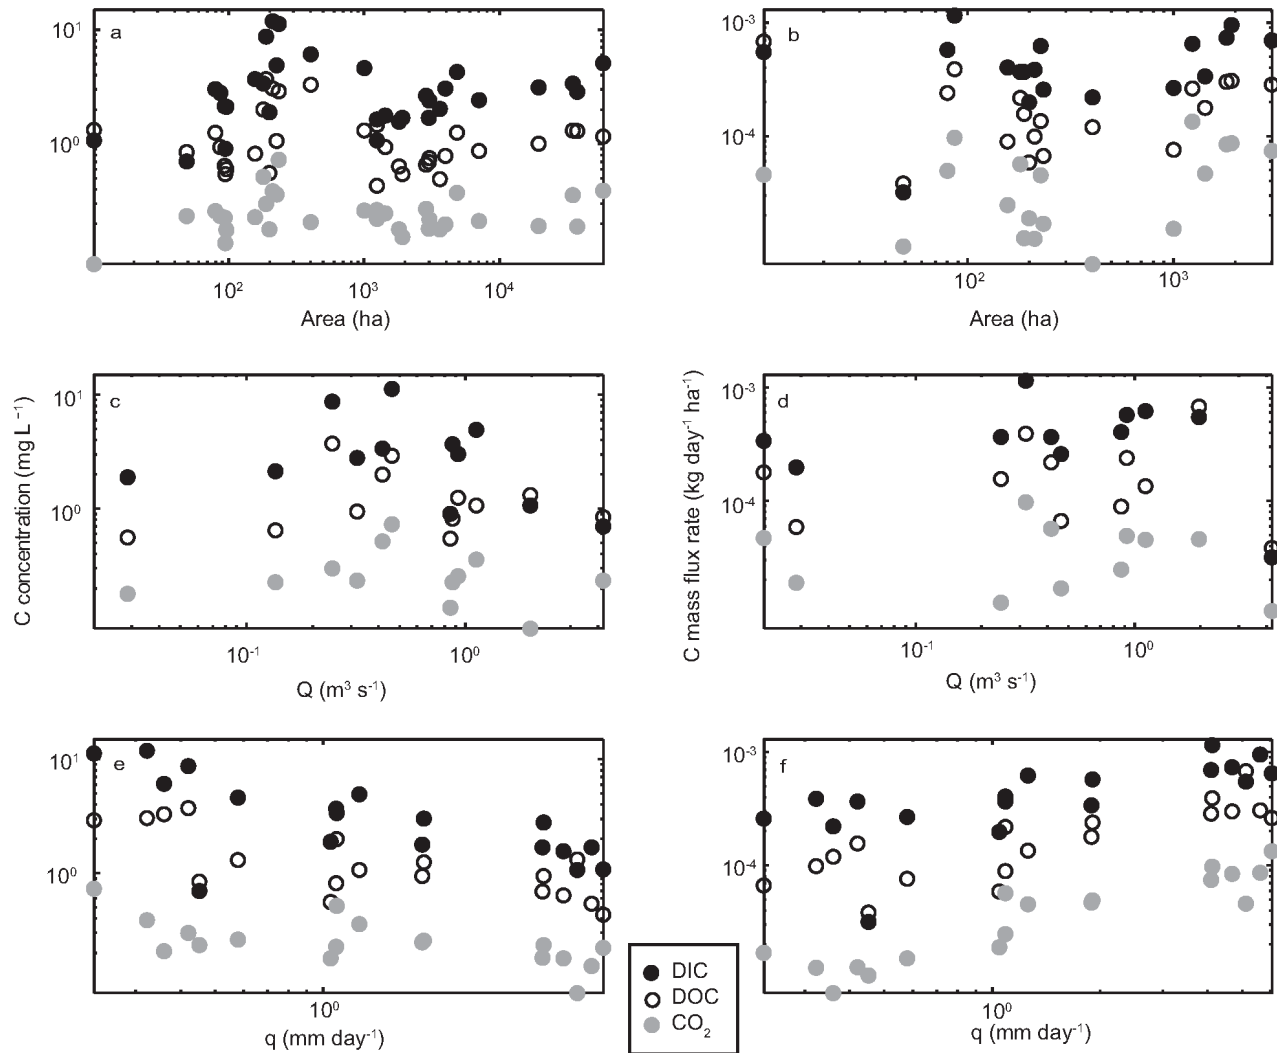 a
10¹
10⁰
10² 10³ 10⁴
Area (ha)
b
10⁻³
10⁻⁴
10² 10³
Area (ha)
C concentration (mg L⁻¹)
c
10¹
10⁰
10⁻¹ 10⁰
Q (m³ s⁻¹)
C mass flux rate (kg day⁻¹ ha⁻¹)
d
10⁻³
10⁻⁴
10⁻¹ 10⁰
Q (m³ s⁻¹)
e
10¹
10⁰
10⁰
q (mm day⁻¹)
DIC
DOC
CO₂
f
10⁻³
10⁻⁴
10⁰
q (mm day⁻¹)